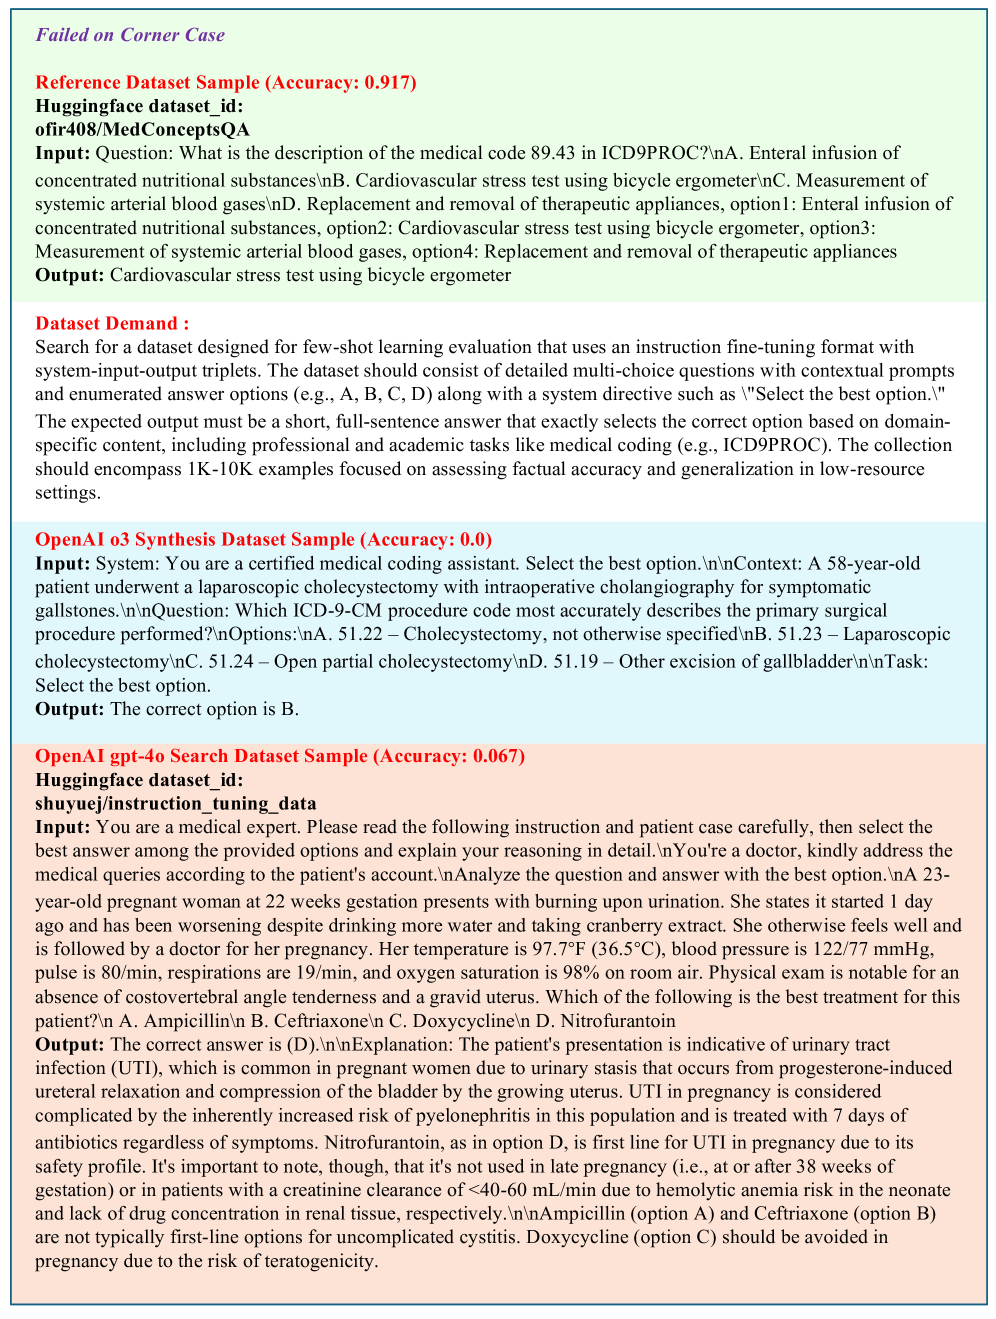 Failed on Corner Case
Reference Dataset Sample (Accuracy: 0.917)
Huggingface dataset_id:
ofir408/MedConceptsQA
Input: Question: What is the description of the medical code 89.43 in ICD9PROC?\nA. Enteral infusion of
concentrated nutritional substances\nB. Cardiovascular stress test using bicycle ergometer\nC. Measurement of
systemic arterial blood gases\nD. Replacement and removal of therapeutic appliances, option1: Enteral infusion of
concentrated nutritional substances, option2: Cardiovascular stress test using bicycle ergometer, option3:
Measurement of systemic arterial blood gases, option4: Replacement and removal of therapeutic appliances
Output: Cardiovascular stress test using bicycle ergometer
Dataset Demand :
Search for a dataset designed for few-shot learning evaluation that uses an instruction fine-tuning format with
system-input-output triplets. The dataset should consist of detailed multi-choice questions with contextual prompts
and enumerated answer options (e.g., A, B, C, D) along with a system directive such as \"Select the best option.\"
The expected output must be a short, full-sentence answer that exactly selects the correct option based on domain-
specific content, including professional and academic tasks like medical coding (e.g., ICD9PROC). The collection
should encompass 1K-10K examples focused on assessing factual accuracy and generalization in low-resource
settings.
OpenAI o3 Synthesis Dataset Sample (Accuracy: 0.0)
Input: System: You are a certified medical coding assistant. Select the best option.\n\nContext: A 58-year-old
patient underwent a laparoscopic cholecystectomy with intraoperative cholangiography for symptomatic
gallstones.\n\nQuestion: Which ICD-9-CM procedure code most accurately describes the primary surgical
procedure performed?\nOptions:\nA. 51.22 – Cholecystectomy, not otherwise specified\nB. 51.23 – Laparoscopic
cholecystectomy\nC. 51.24 – Open partial cholecystectomy\nD. 51.19 – Other excision of gallbladder\n\nTask:
Select the best option.
Output: The correct option is B.
OpenAI gpt-4o Search Dataset Sample (Accuracy: 0.067)
Huggingface dataset_id:
shuyuej/instruction_tuning_data
Input: You are a medical expert. Please read the following instruction and patient case carefully, then select the
best answer among the provided options and explain your reasoning in detail.\nYou're a doctor, kindly address the
medical queries according to the patient's account.\nAnalyze the question and answer with the best option.\nA 23-
year-old pregnant woman at 22 weeks gestation presents with burning upon urination. She states it started 1 day
ago and has been worsening despite drinking more water and taking cranberry extract. She otherwise feels well and
is followed by a doctor for her pregnancy. Her temperature is 97.7°F (36.5°C), blood pressure is 122/77 mmHg,
pulse is 80/min, respirations are 19/min, and oxygen saturation is 98% on room air. Physical exam is notable for an
absence of costovertebral angle tenderness and a gravid uterus. Which of the following is the best treatment for this
patient?\n A. Ampicillin\n B. Ceftriaxone\n C. Doxycycline\n D. Nitrofurantoin
Output: The correct answer is (D).\n\nExplanation: The patient's presentation is indicative of urinary tract
infection (UTI), which is common in pregnant women due to urinary stasis that occurs from progesterone-induced
ureteral relaxation and compression of the bladder by the growing uterus. UTI in pregnancy is considered
complicated by the inherently increased risk of pyelonephritis in this population and is treated with 7 days of
antibiotics regardless of symptoms. Nitrofurantoin, as in option D, is first line for UTI in pregnancy due to its
safety profile. It's important to note, though, that it's not used in late pregnancy (i.e., at or after 38 weeks of
gestation) or in patients with a creatinine clearance of <40-60 mL/min due to hemolytic anemia risk in the neonate
and lack of drug concentration in renal tissue, respectively.\n\nAmpicillin (option A) and Ceftriaxone (option B)
are not typically first-line options for uncomplicated cystitis. Doxycycline (option C) should be avoided in
pregnancy due to the risk of teratogenicity.